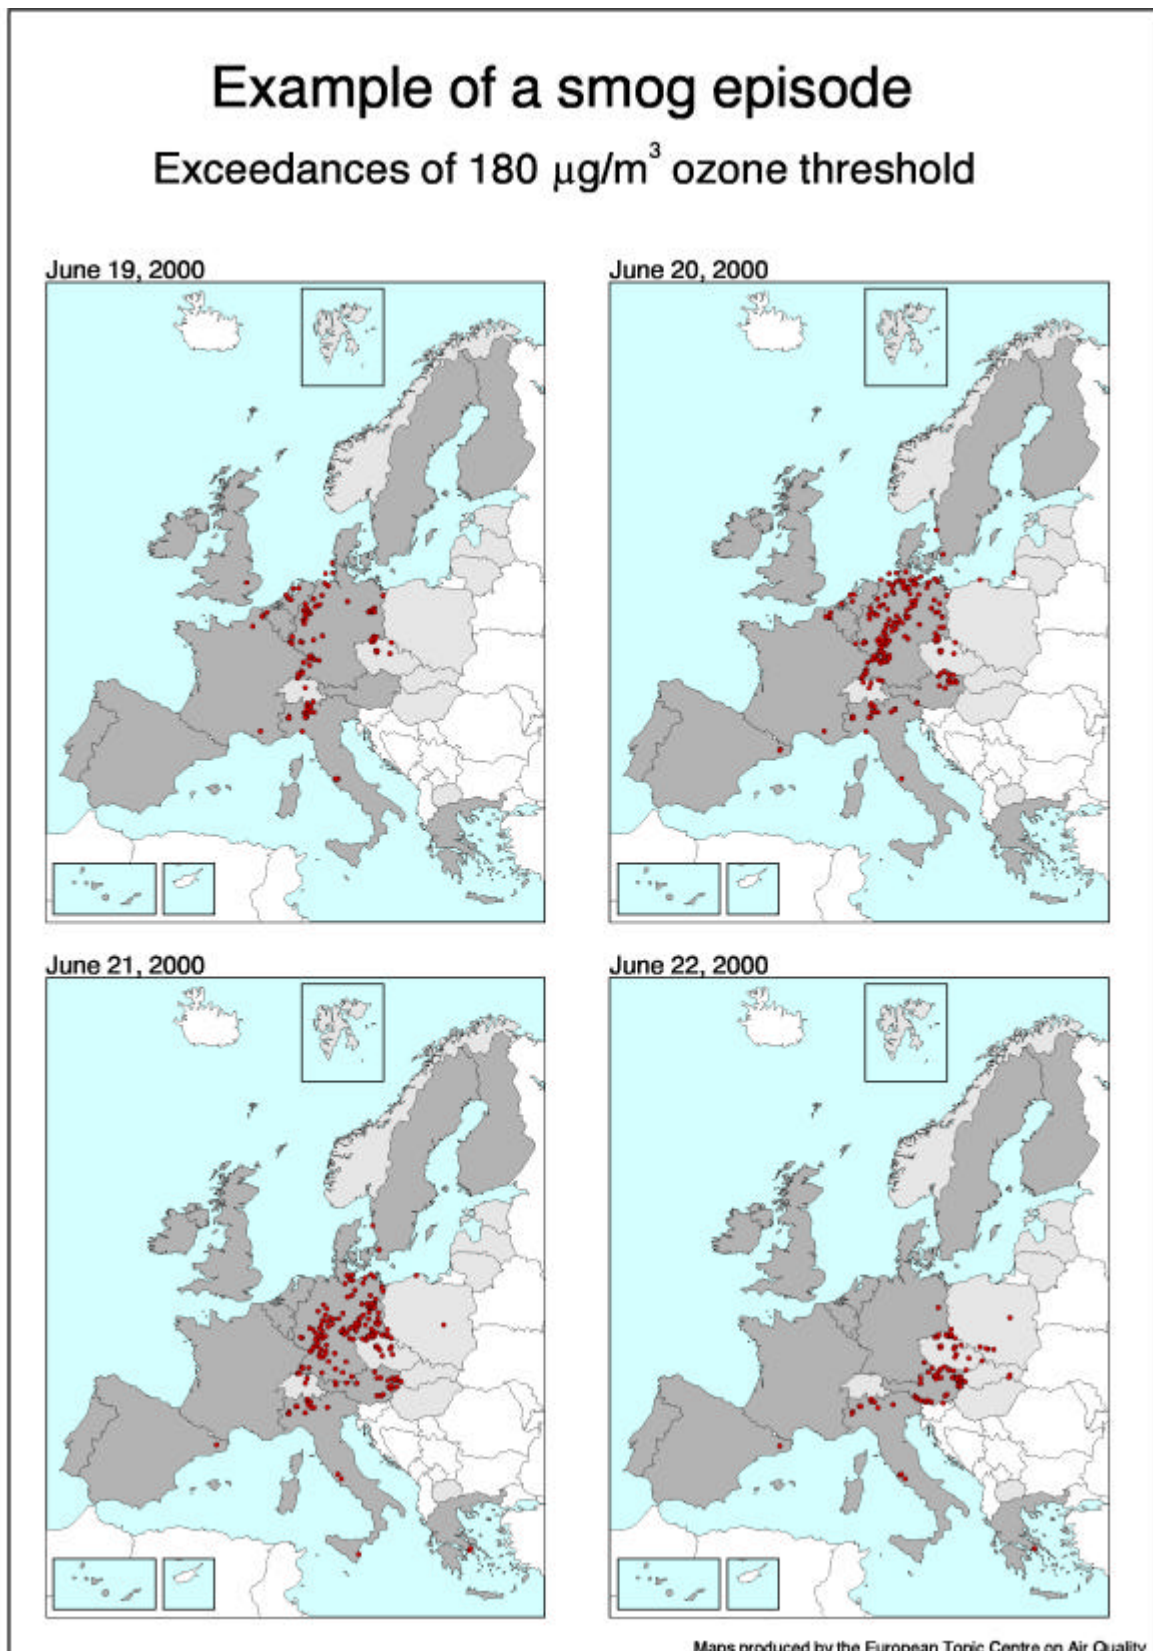 Example of a smog episode
Exceedances of 180 μg/m³ ozone threshold
June 19, 2000
June 20, 2000
June 21, 2000
June 22, 2000
Maps produced by the European Topic Centre on Air Quality